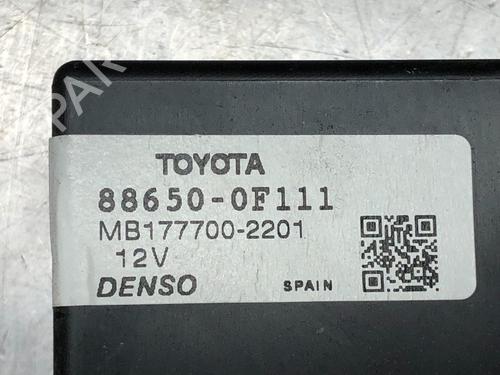 TOYOTA
88650-0F111
MB177700-2201
12V
DENSO SPAIN